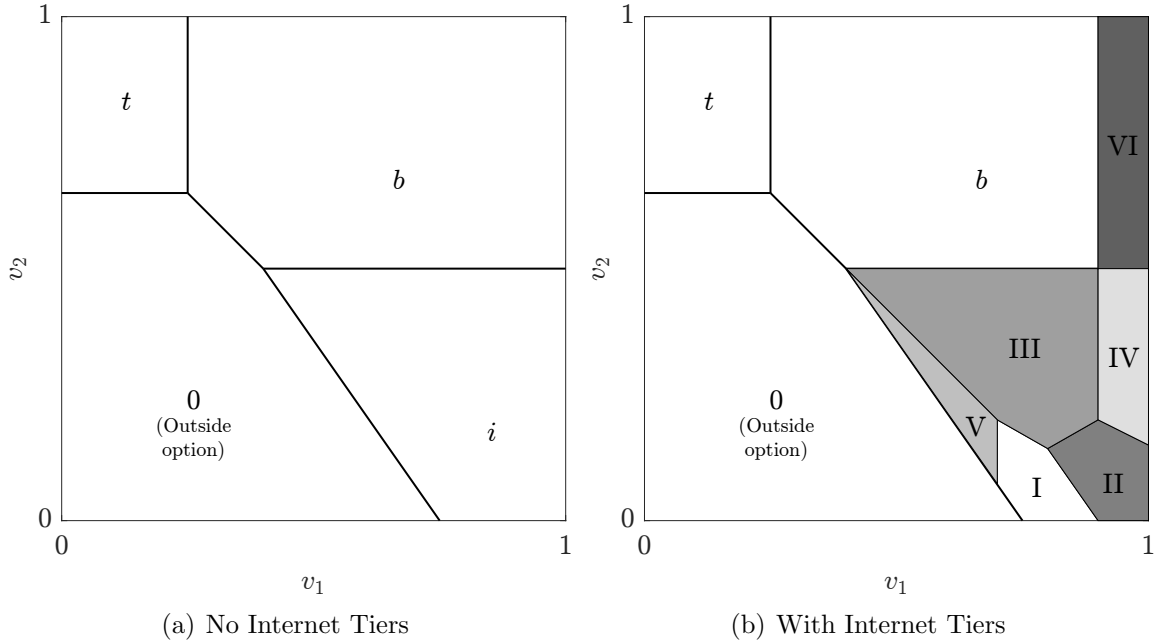 1
t
b
v2
0
(Outside
option)
i
0
0
1
v1
(a) No Internet Tiers
1
t
VI
b
v2
III
IV
0
(Outside
option)
V
I
II
0
0
1
v1
(b) With Internet Tiers